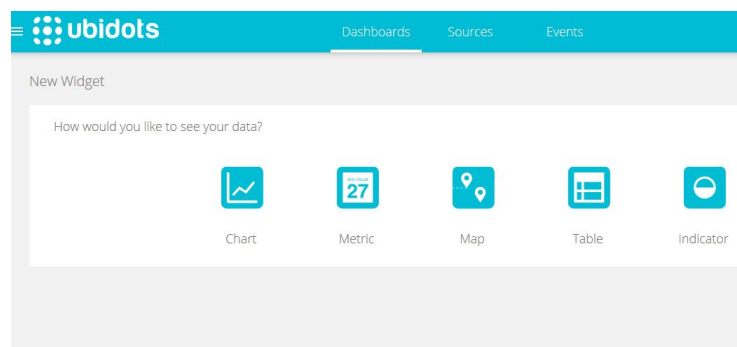 ubidots
Dashboards Sources Events
New Widget
How would you like to see your data?
27
Chart Metric Map Table Indicator